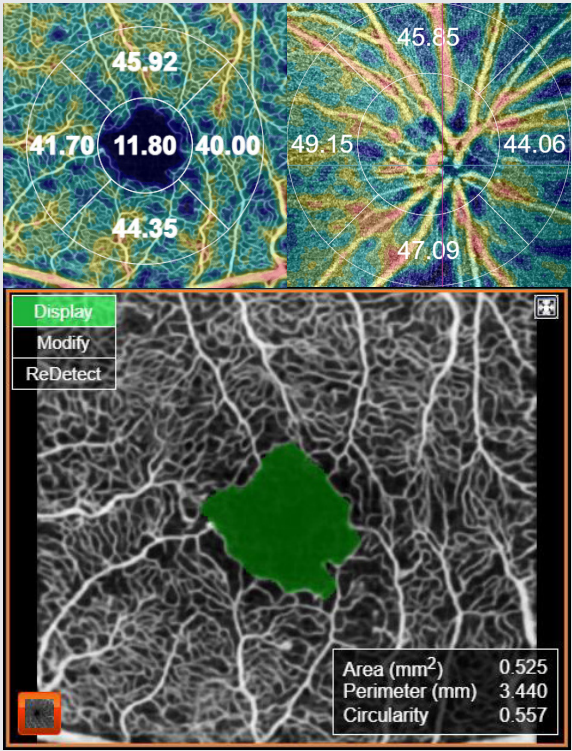 45.92
41.70 11.80 40.00
44.35
45.85
49.15 44.06
47.09
Display
Modify
ReDetect
Area (mm²) 0.525
Perimeter (mm) 3.440
Circularity 0.557